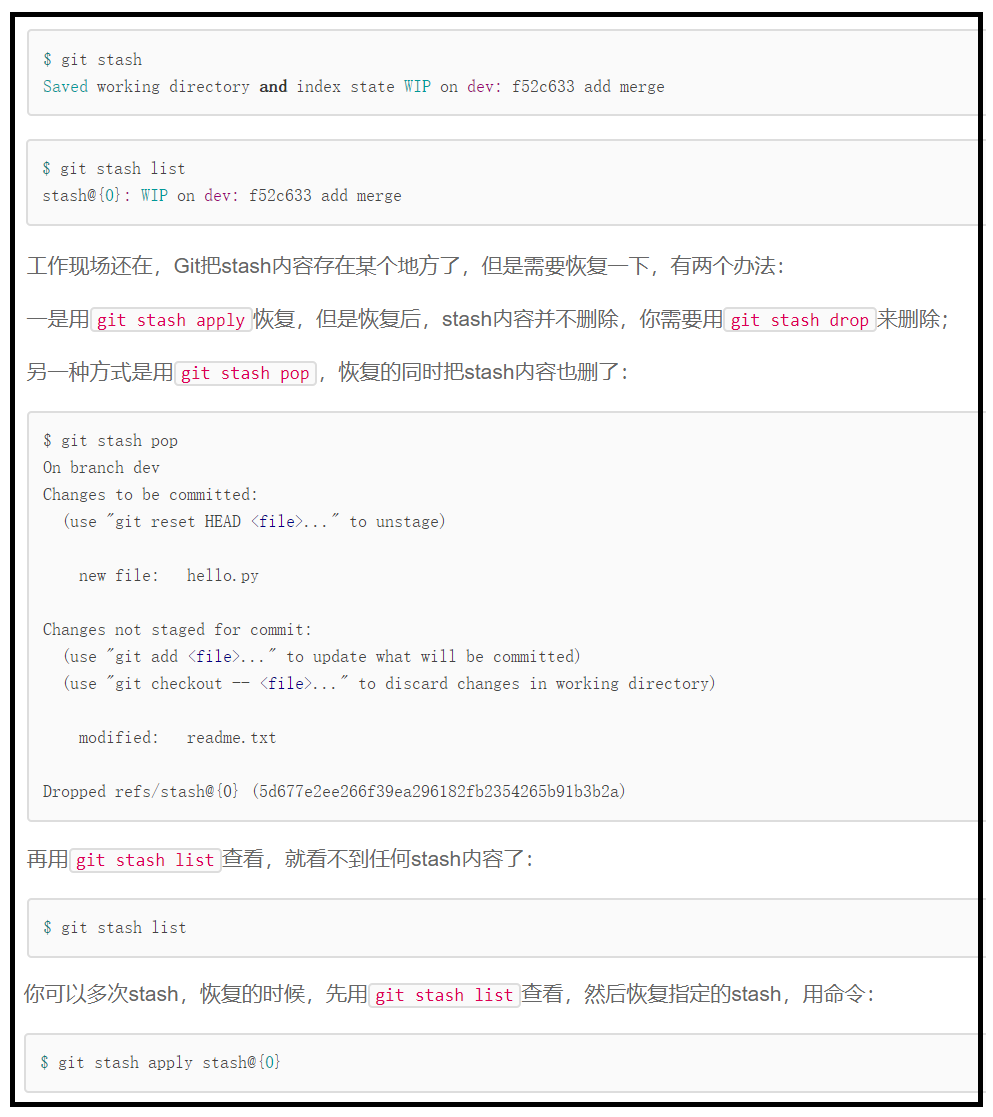 $ git stash
Saved working directory and index state WIP on dev: f52c633 add merge
$ git stash list
stash@{0}: WIP on dev: f52c633 add merge
工作现场还在，Git把stash内容存在某个地方了，但是需要恢复一下，有两个办法：
一是用git stash apply恢复，但是恢复后，stash内容并不删除，你需要用git stash drop来删除；
另一种方式是用git stash pop，恢复的同时把stash内容也删了：
$ git stash pop
On branch dev
Changes to be committed:
  (use "git reset HEAD <file>..." to unstage)
    new file:   hello.py
Changes not staged for commit:
  (use "git add <file>..." to update what will be committed)
  (use "git checkout -- <file>..." to discard changes in working directory)
    modified:   readme.txt
Dropped refs/stash@{0} (5d677e2ee266f39ea296182fb2354265b91b3b2a)
再用git stash list查看，就看不到任何stash内容了：
$ git stash list
你可以多次stash，恢复的时候，先用git stash list查看，然后恢复指定的stash，用命令：
$ git stash apply stash@{0}